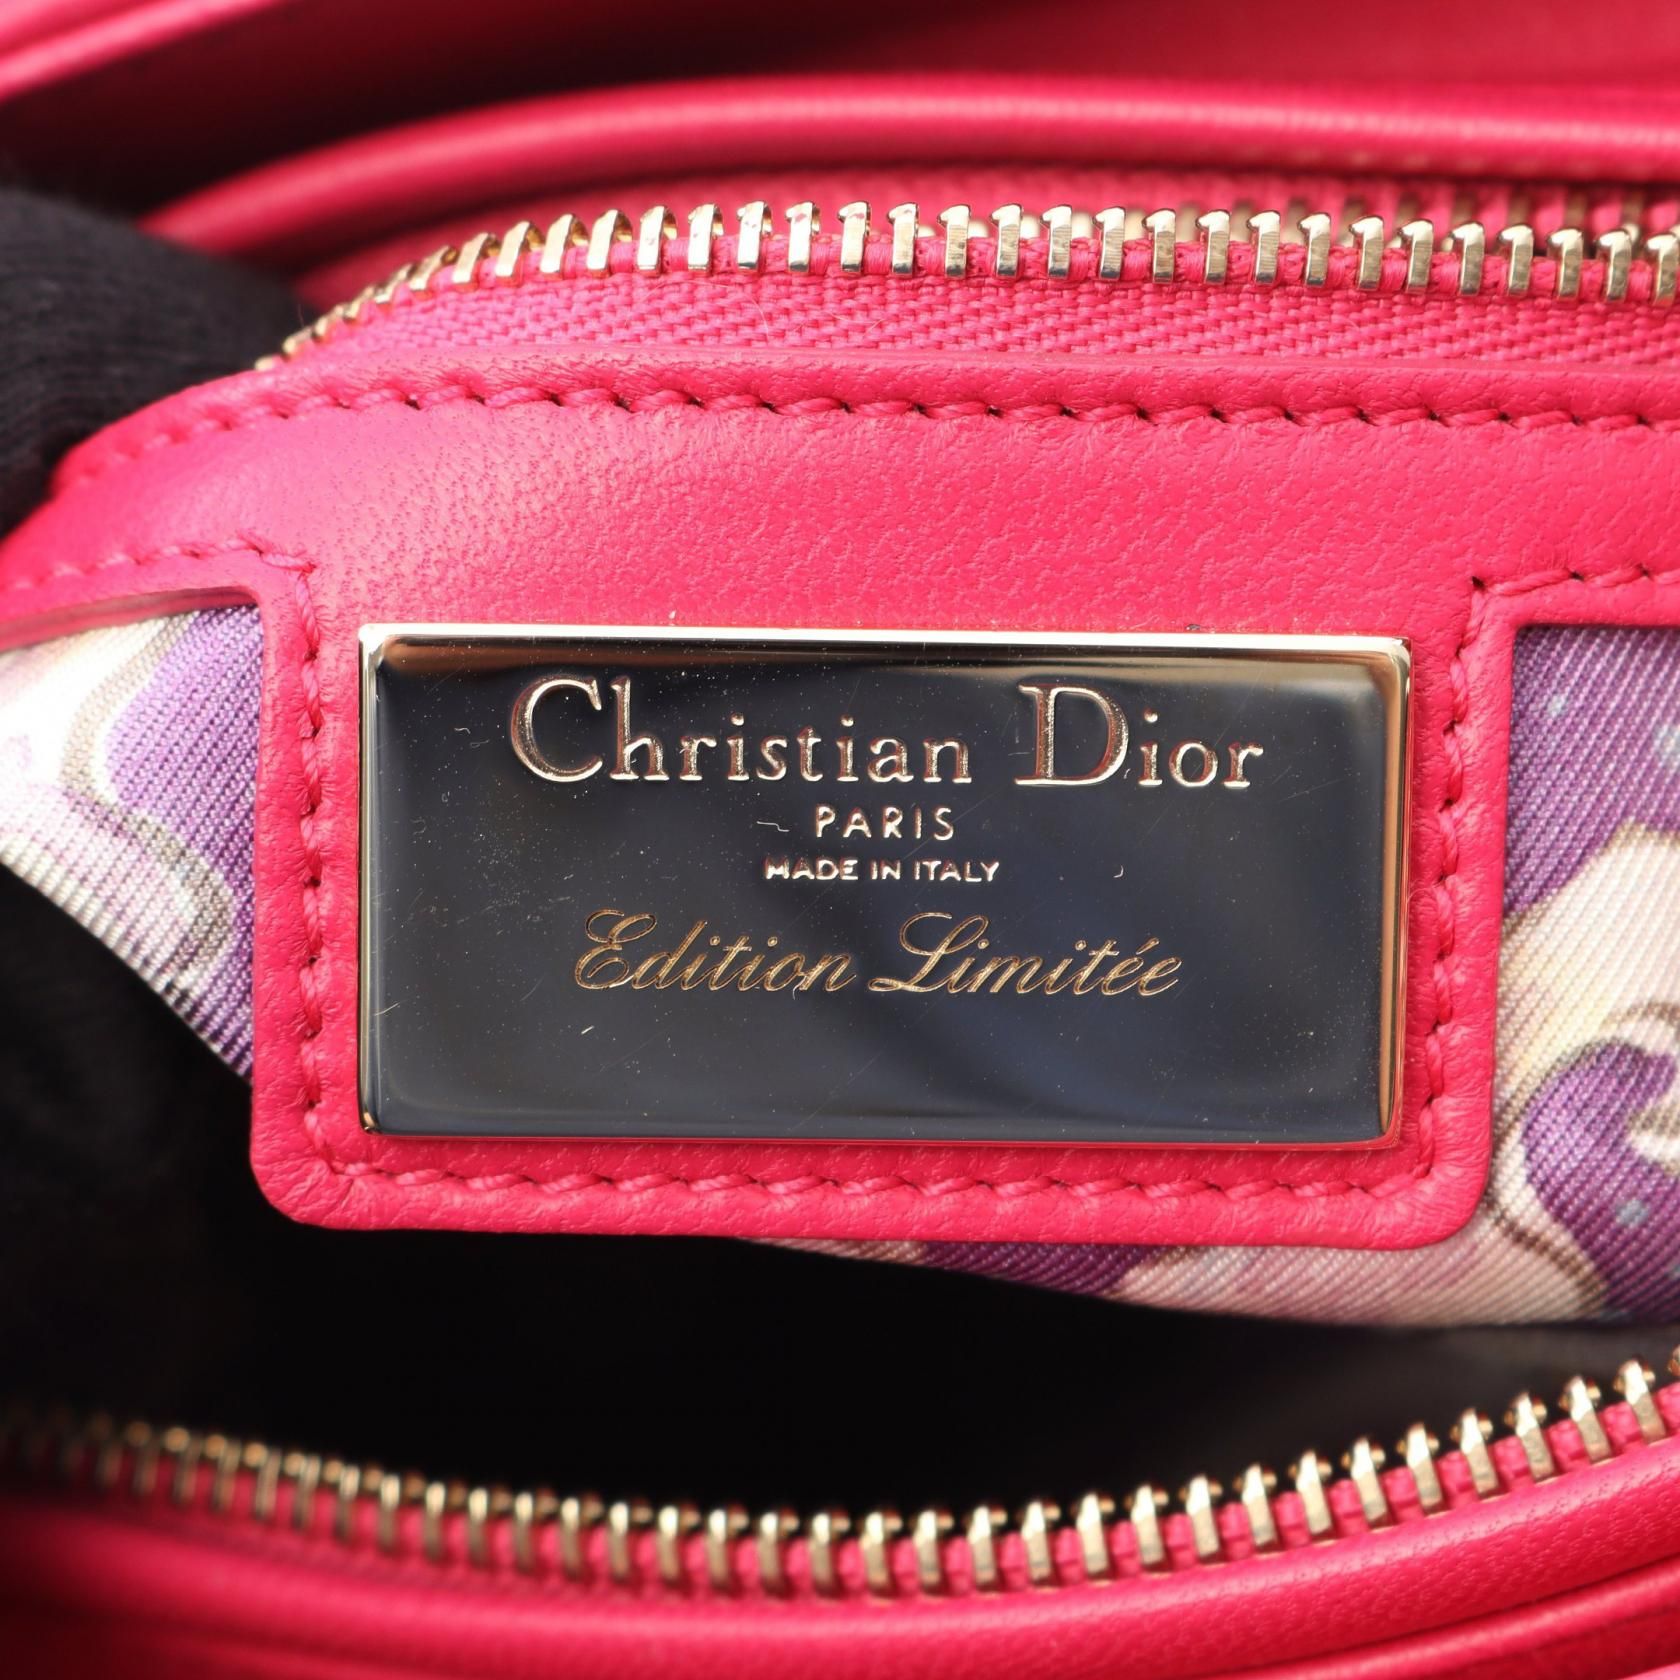 Christian Dior
PARIS
MADE IN ITALY
Edition Limitée